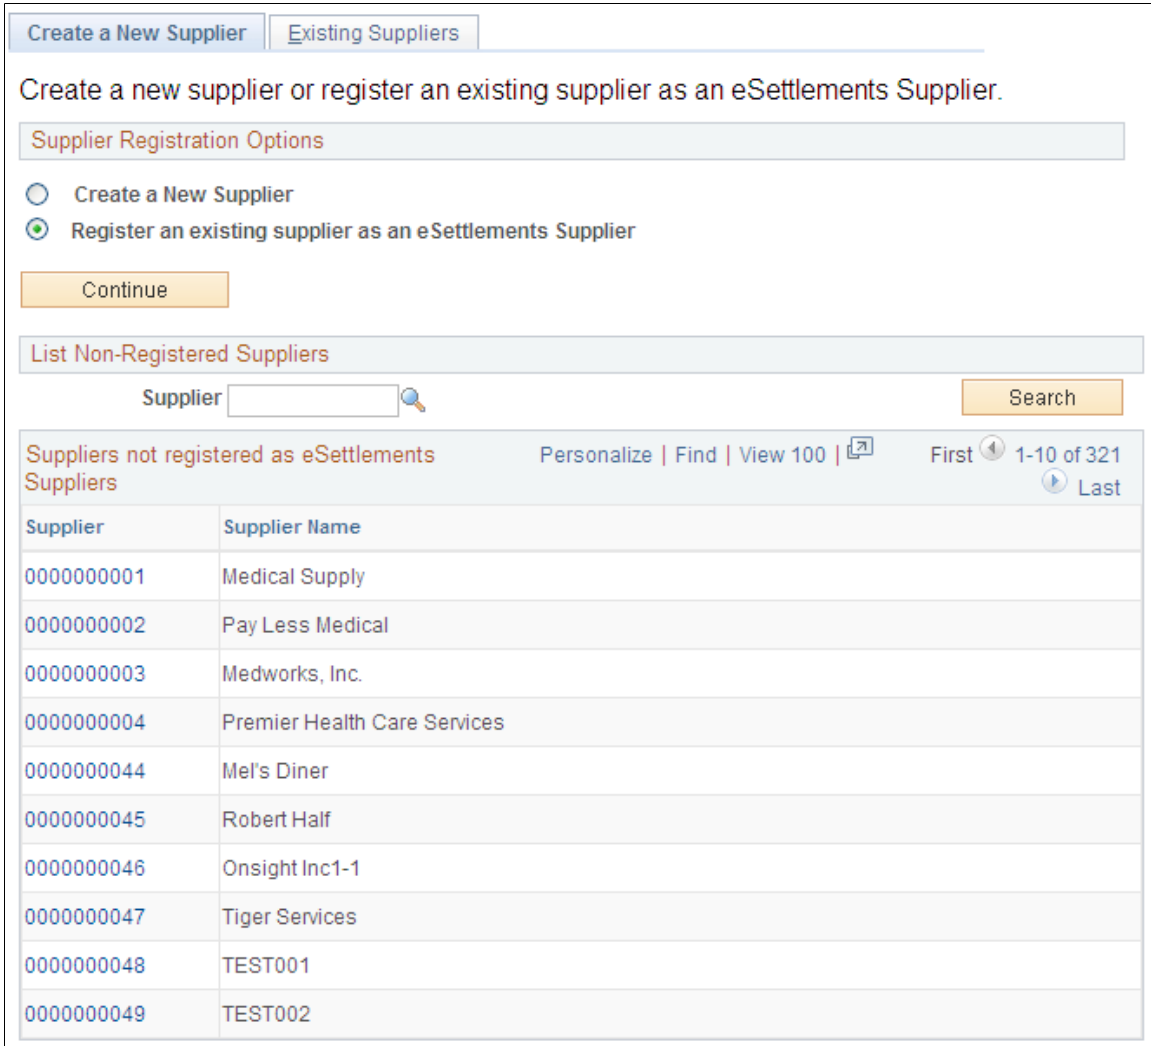 Create a New Supplier Existing Suppliers
Create a new supplier or register an existing supplier as an eSettlements Supplier.
Supplier Registration Options
Create a New Supplier
Register an existing supplier as an eSettlements Supplier
Continue
List Non-Registered Suppliers
Supplier Search
Suppliers not registered as eSettlements Suppliers Personalize | Find | View 100 | First 1-10 of 321 Last
Supplier Supplier Name
0000000001 Medical Supply
0000000002 Pay Less Medical
0000000003 Medworks, Inc.
0000000004 Premier Health Care Services
0000000044 Mel's Diner
0000000045 Robert Half
0000000046 Onsight Inc1-1
0000000047 Tiger Services
0000000048 TEST001
0000000049 TEST002